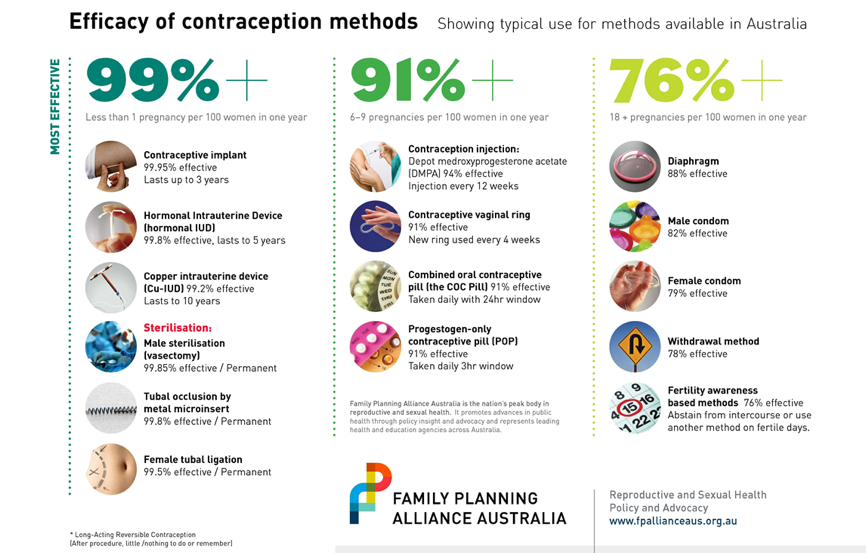 Efficacy of contraception methods Showing typical use for methods available in Australia
MOST EFFECTIVE
99%+
Less than 1 pregnancy per 100 women in one year
Contraceptive implant
99.95% effective
Lasts up to 3 years
Hormonal Intrauterine Device
(hormonal IUD)
99.8% effective, lasts to 5 years
Copper intrauterine device
(Cu-IUD) 99.2% effective
Lasts to 10 years
Sterilisation:
Male sterilisation
(vasectomy)
99.85% effective / Permanent
Tubal occlusion by
metal microinsert
99.8% effective / Permanent
Female tubal ligation
99.5% effective / Permanent
* Long-Acting Reversible Contraception
(After procedure, little /nothing to do or remember)
91%+
6–9 pregnancies per 100 women in one year
Contraception injection:
Depot medroxyprogesterone acetate
(DMPA) 94% effective
Injection every 12 weeks
Contraceptive vaginal ring
91% effective
New ring used every 4 weeks
SUN
MON
TUE
WED
THU
Combined oral contraceptive
pill (the COC Pill) 91% effective
Taken daily with 24hr window
Progestogen-only
contraceptive pill (POP)
91% effective
Taken daily 3hr window
Family Planning Alliance Australia is the nation's peak body in
reproductive and sexual health. It promotes advances in public
health through policy insight and advocacy and represents leading
health and education agencies across Australia.
76%+
18 + pregnancies per 100 women in one year
Diaphragm
88% effective
Male condom
82% effective
Female condom
79% effective
Withdrawal method
78% effective
8 9
15 16
22 2
Fertility awareness
based methods 76% effective
Abstain from intercourse or use
another method on fertile days.
FAMILY PLANNING
ALLIANCE AUSTRALIA
Reproductive and Sexual Health
Policy and Advocacy
www.fpallianceaus.org.au